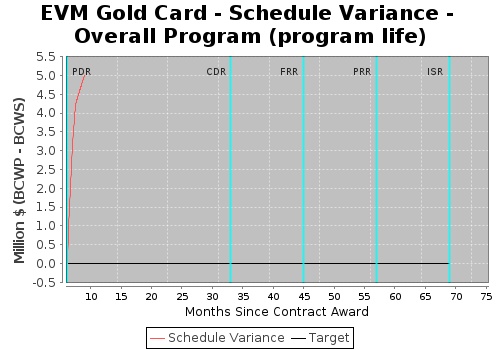 EVM Gold Card - Schedule Variance -
Overall Program (program life)
Million $ (BCWP - BCWS)
5.5
5.0
4.5
4.0
3.5
3.0
2.5
2.0
1.5
1.0
0.5
0.0
-0.5
PDR CDR FRR PRR ISR
10 15 20 25 30 35 40 45 50 55 60 65 70 75
Months Since Contract Award
Schedule Variance Target